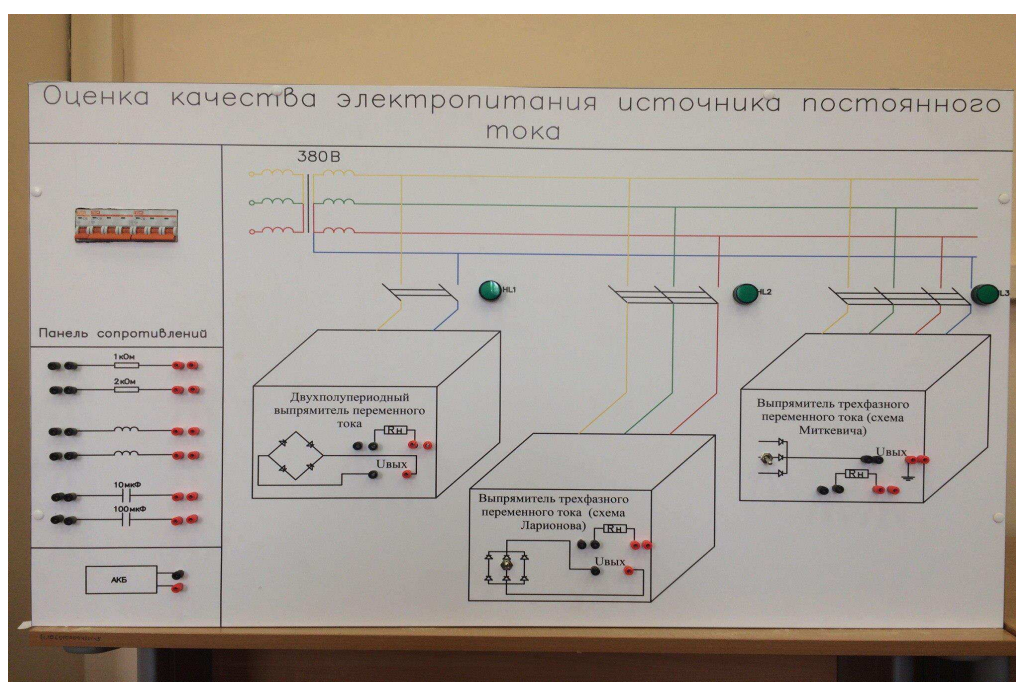 Оценка качества электропитания источника постоянного
тока
380В
HL1
HL2
L3
Панель сопротивлений
1кОм
2кОм
10мкФ
100мкФ
АКБ
Двухполупериодный
выпрямитель переменного
тока
Rн
Uвых
Выпрямитель трехфазного
переменного тока (схема
Ларионова)
Rн
Uвых
Выпрямитель трехфазного
переменного тока (схема
Миткевича)
Uвых
Rн